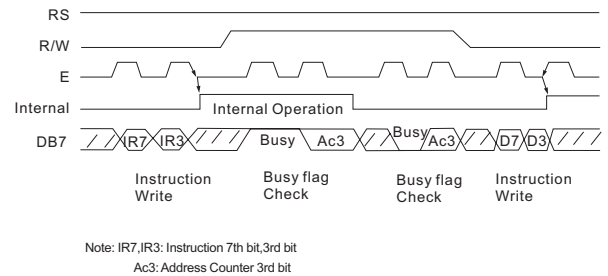 RS
R/W
E
Internal Internal Operation
DB7 IR7 IR3 Busy Ac3 Busy Ac3 D7 D3
Instruction Write
Busy flag Check
Busy flag Check
Instruction Write
Note: IR7,IR3: Instruction 7th bit,3rd bit
Ac3: Address Counter 3rd bit